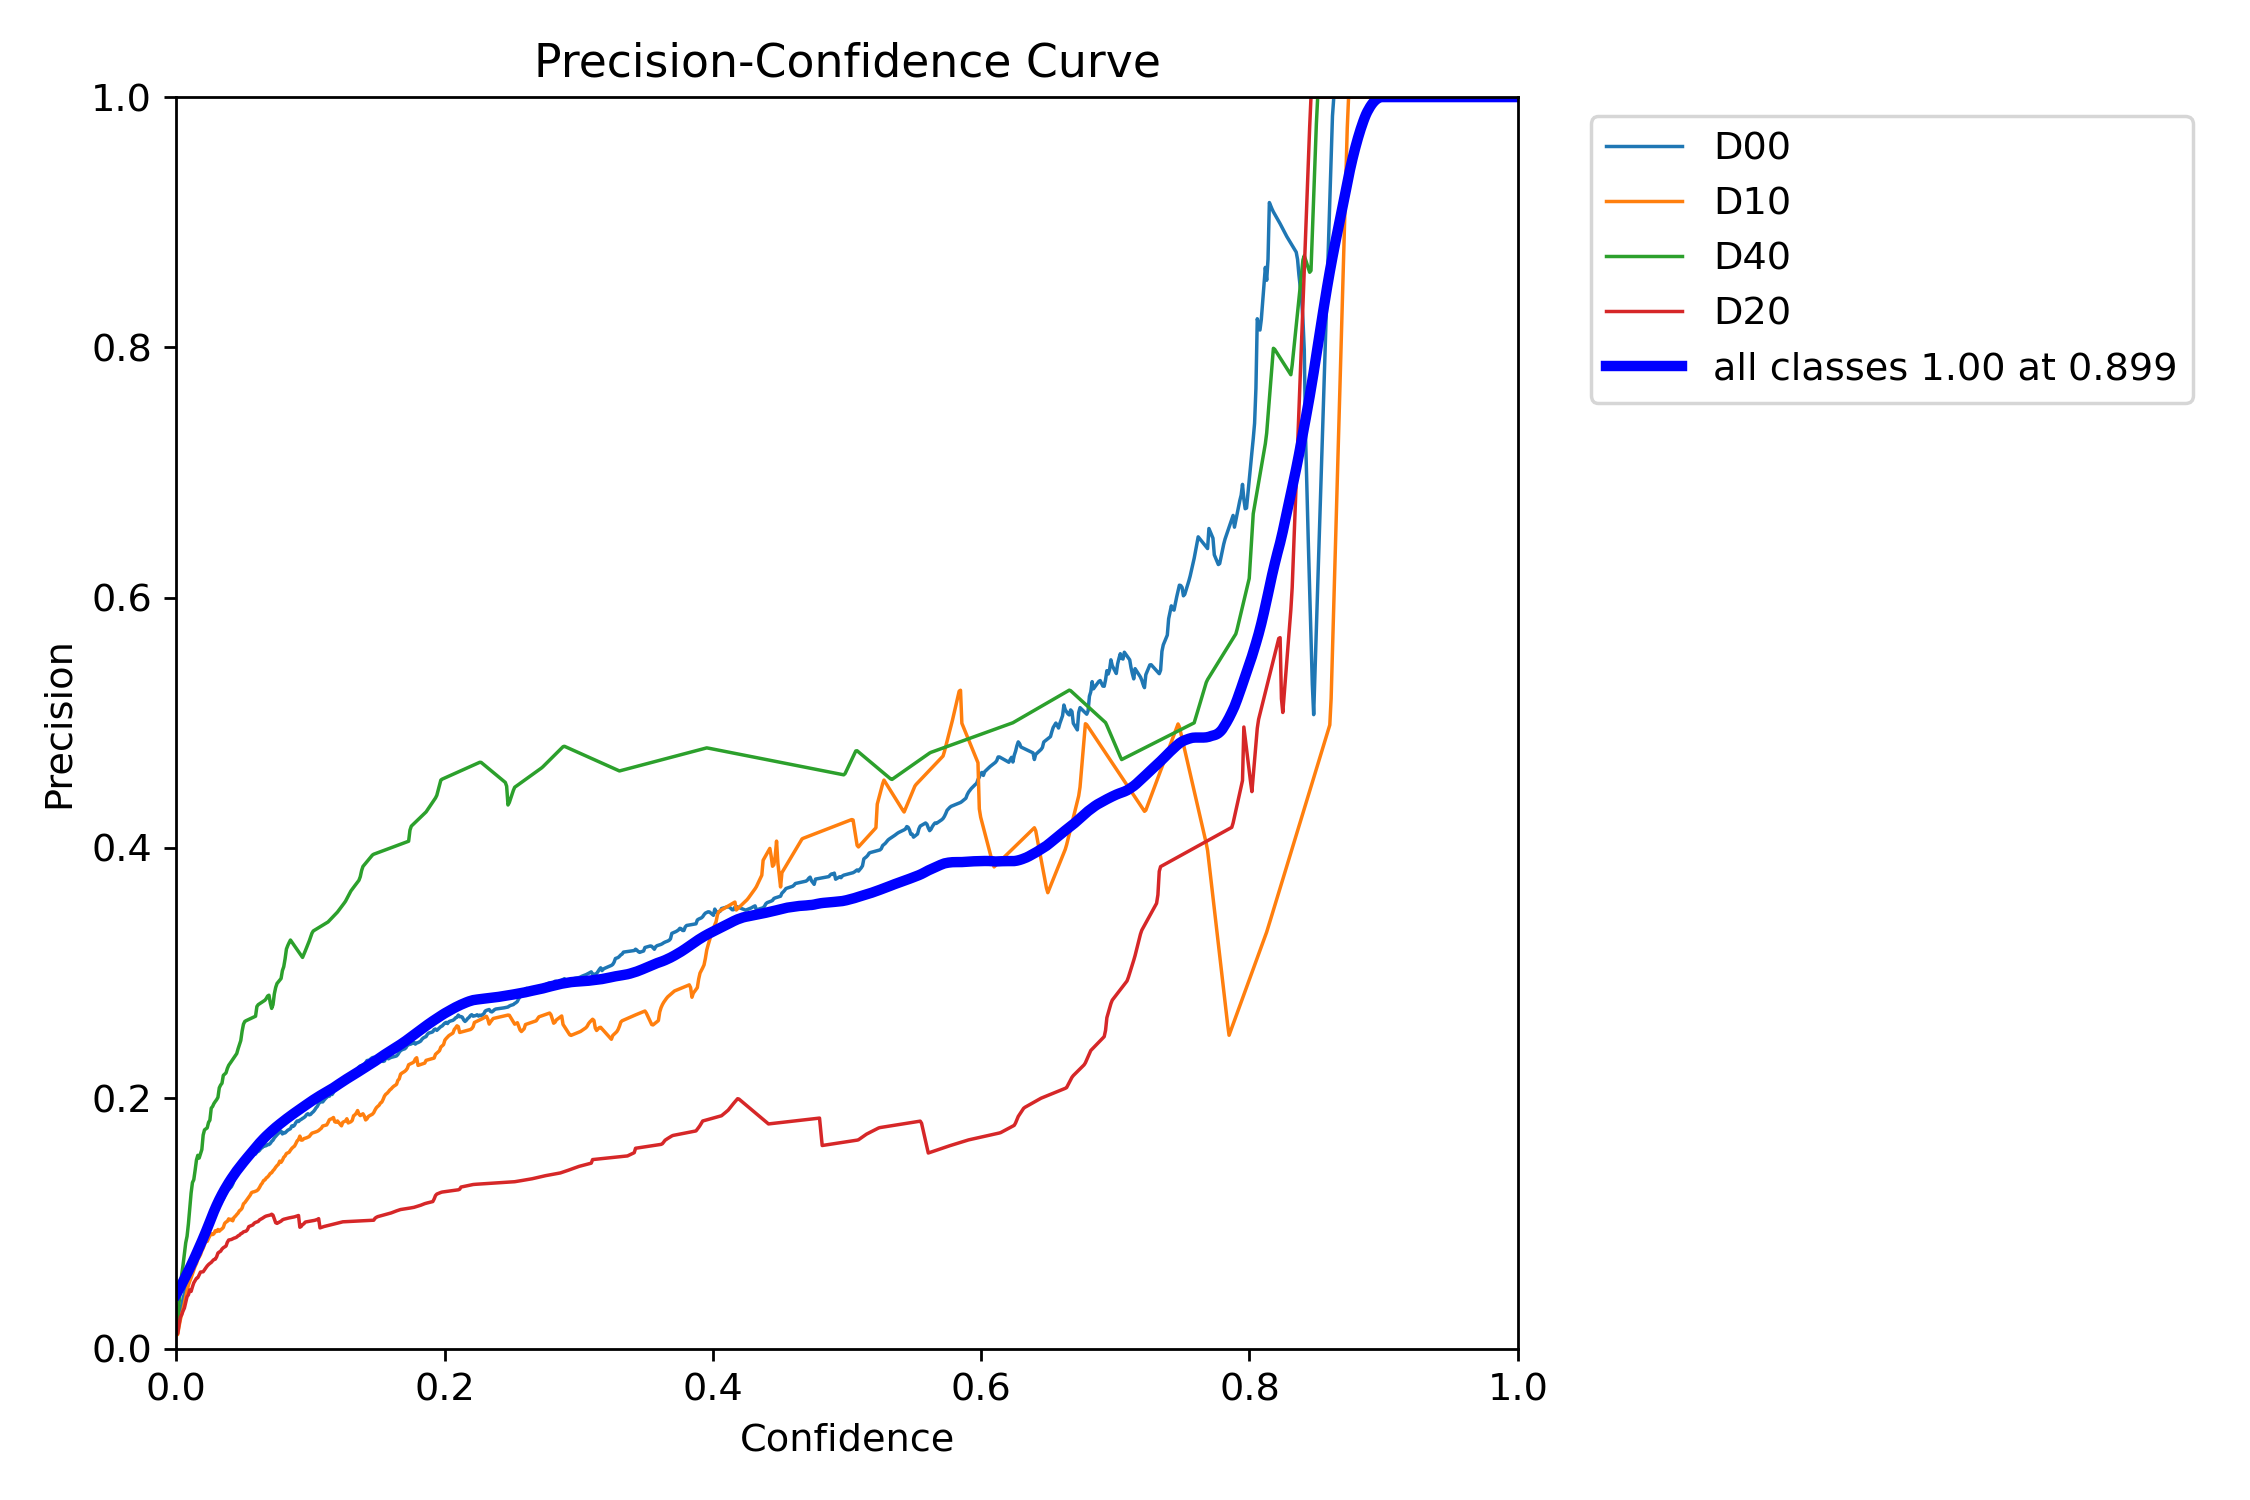 Precision-Confidence Curve
1.0
0.8
0.6
0.4
0.2
0.0
Precision
0.0 0.2 0.4 0.6 0.8 1.0
Confidence
D00
D10
D40
D20
all classes 1.00 at 0.899